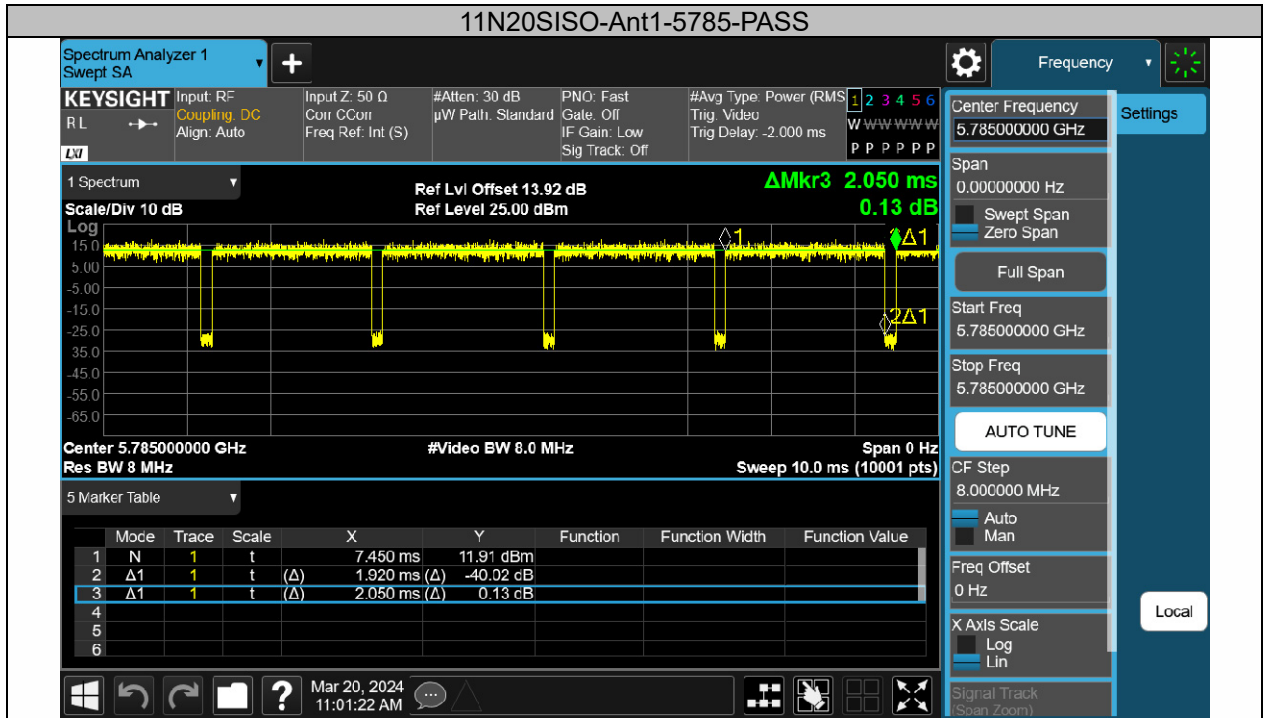 11N20SISO-Ant1-5785-PASS
Spectrum Analyzer 1
Swept SA
Frequency
KEYSIGHT
RL
LXI
Input: RF
Coupling: DC
Align: Auto
Input Z: 50 Ω
Corr CCorr
Freq Ref: Int (S)
#Atten: 30 dB
µW Path: Standard
PNO: Fast
Gate: Off
IF Gain: Low
Sig Track: Off
#Avg Type: Power (RMS
Trig: Video
Trig Delay: -2.000 ms
1 2 3 4 5 6
W W W W W W
P P P P P P
1 Spectrum
Scale/Div 10 dB
Ref Lvl Offset 13.92 dB
Ref Level 25.00 dBm
ΔMkr3 2.050 ms
0.13 dB
Log
15.0
5.00
-5.00
-15.0
-25.0
-35.0
-45.0
-55.0
-65.0
1
Δ1
2Δ1
Center 5.785000000 GHz
#Video BW 8.0 MHz
Span 0 Hz
Res BW 8 MHz
Sweep 10.0 ms (10001 pts)
5 Marker Table
Mode Trace Scale X Y Function Function Width Function Value
1 N 1 t 7.450 ms 11.91 dBm
2 Δ1 1 t (Δ) 1.920 ms (Δ) -40.02 dB
3 Δ1 1 t (Δ) 2.050 ms (Δ) 0.13 dB
4
5
6
Mar 20, 2024
11:01:22 AM
Center Frequency
5.785000000 GHz
Settings
Span
0.00000000 Hz
Swept Span
Zero Span
Full Span
Start Freq
5.785000000 GHz
Stop Freq
5.785000000 GHz
AUTO TUNE
CF Step
8.000000 MHz
Auto
Man
Freq Offset
0 Hz
X Axis Scale
Log
Lin
Local
Signal Track
(Span Zoom)